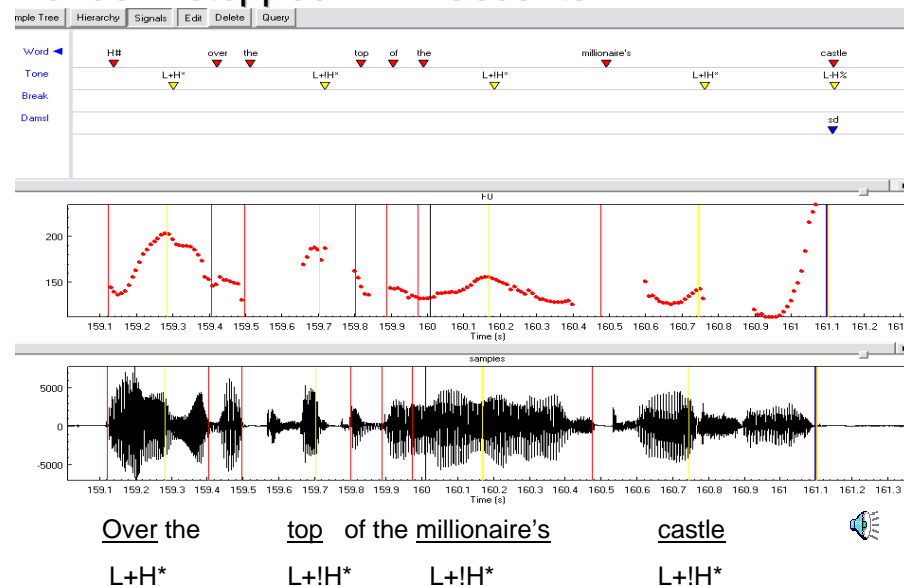 mple Tree Hierarchy Signals Edit Delete Query
Word H# over the top of the millionaire's castle
Tone L+H* L+!H* L+!H* L+!H* L-H%
Break
Damsl sd
200
150
159.1 159.2 159.3 159.4 159.5 159.6 159.7 159.8 159.9 160 160.1 160.2 160.3 160.4 160.5 160.6 160.7 160.8 160.9 161 161.1 161.2 161
Time (s)
samples
5000
0
-5000
159.1 159.2 159.3 159.4 159.5 159.6 159.7 159.8 159.9 160 160.1 160.2 160.3 160.4 160.5 160.6 160.7 160.8 160.9 161 161.1 161.2 161.3
Time (s)
Over the top of the millionaire's castle
L+H* L+!H* L+!H* L+!H*